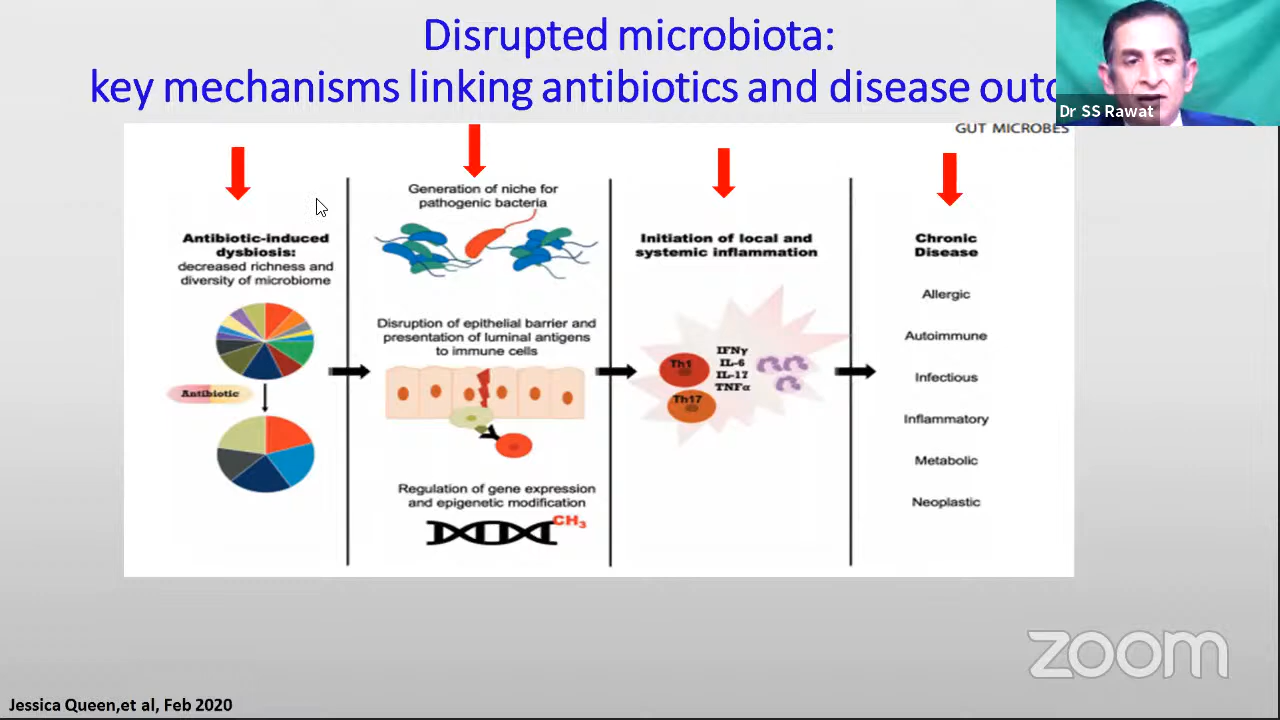 Disrupted microbiota:
key mechanisms linking antibiotics and disease outc
Dr SS Rawat
GUT MICROBES
Antibiotic-induced
dysbiosis:
decreased richness and
diversity of microbiome
Antibiotic
Generation of niche for
pathogenic bacteria
Disruption of epithelial barrier and
presentation of luminal antigens
to immune cells
Regulation of gene expression
and epigenetic modification
CH3
Initiation of local and
systemic inflammation
Th1
Th17
IFNγ
IL-6
IL-17
TNFα
Chronic
Disease
Allergic
Autoimmune
Infectious
Inflammatory
Metabolic
Neoplastic
zoom
Jessica Queen,et al, Feb 2020